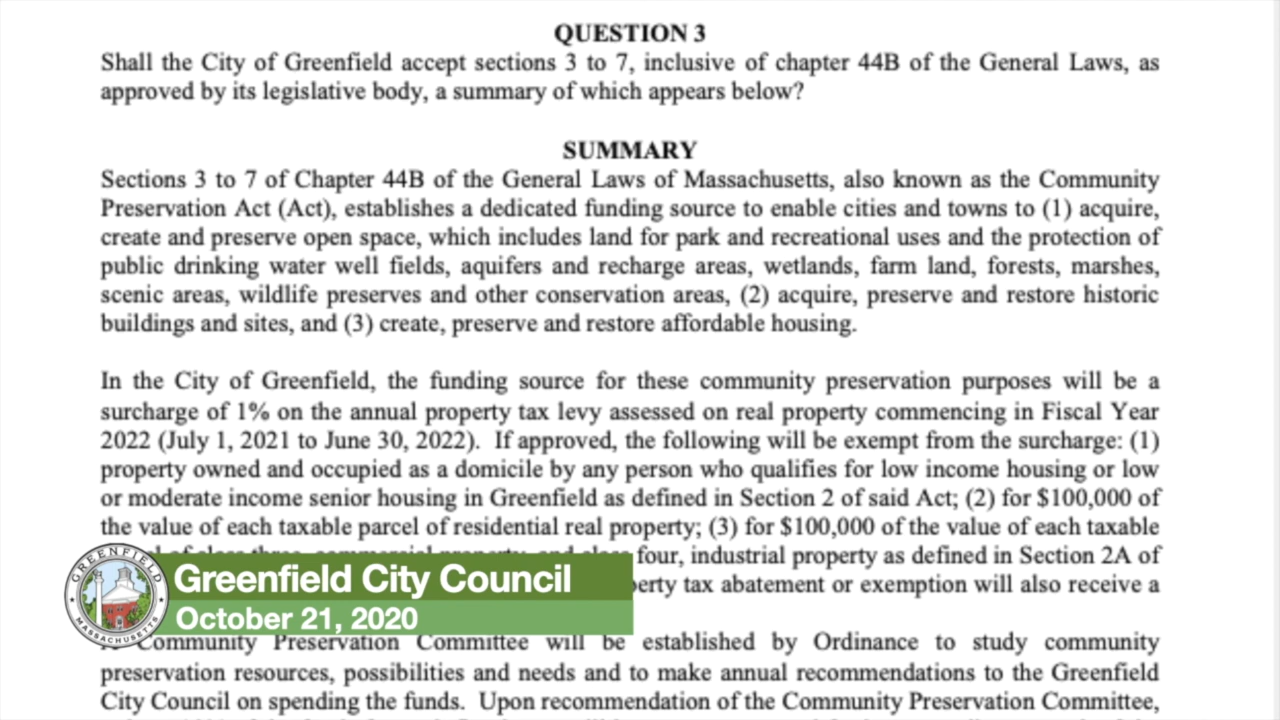 QUESTION 3
Shall the City of Greenfield accept sections 3 to 7, inclusive of chapter 44B of the General Laws, as
approved by its legislative body, a summary of which appears below?
SUMMARY
Sections 3 to 7 of Chapter 44B of the General Laws of Massachusetts, also known as the Community
Preservation Act (Act), establishes a dedicated funding source to enable cities and towns to (1) acquire,
create and preserve open space, which includes land for park and recreational uses and the protection of
public drinking water well fields, aquifers and recharge areas, wetlands, farm land, forests, marshes,
scenic areas, wildlife preserves and other conservation areas, (2) acquire, preserve and restore historic
buildings and sites, and (3) create, preserve and restore affordable housing.
In the City of Greenfield, the funding source for these community preservation purposes will be a
surcharge of 1% on the annual property tax levy assessed on real property commencing in Fiscal Year
2022 (July 1, 2021 to June 30, 2022). If approved, the following will be exempt from the surcharge: (1)
property owned and occupied as a domicile by any person who qualifies for low income housing or low
or moderate income senior housing in Greenfield as defined in Section 2 of said Act; (2) for $100,000 of
the value of each taxable parcel of residential real property; (3) for $100,000 of the value of each taxable
four, industrial property as defined in Section 2A of
tax abatement or exemption will also receive a
GREENFIELD
MASSACHUSETTS
Greenfield City Council
October 21, 2020
Community Preservation Committee will be established by Ordinance to study community
preservation resources, possibilities and needs and to make annual recommendations to the Greenfield
City Council on spending the funds. Upon recommendation of the Community Preservation Committee,